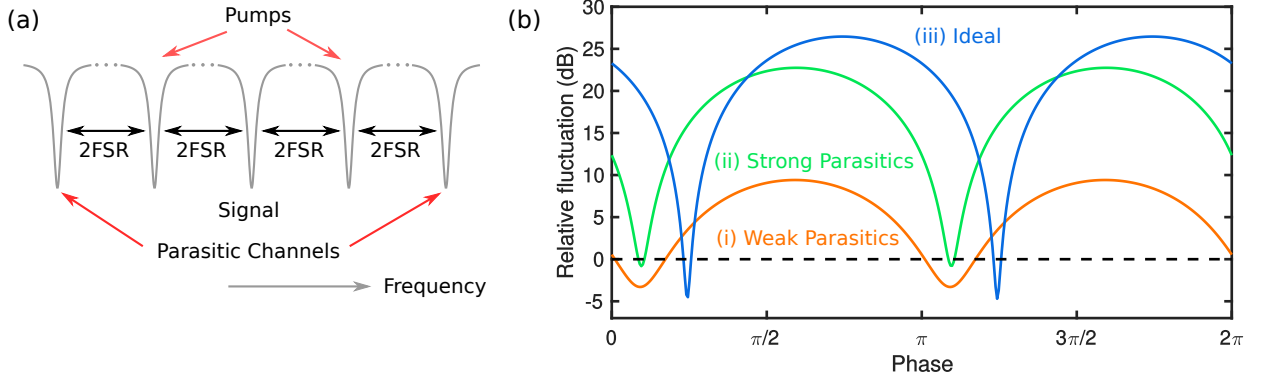 (a)
Pumps
2FSR
2FSR
2FSR
2FSR
Signal
Parasitic Channels
Frequency
(b)
Relative fluctuation (dB)
30
25
20
15
10
5
0
-5
(iii) Ideal
(ii) Strong Parasitics
(i) Weak Parasitics
0
π/2
π
3π/2
2π
Phase